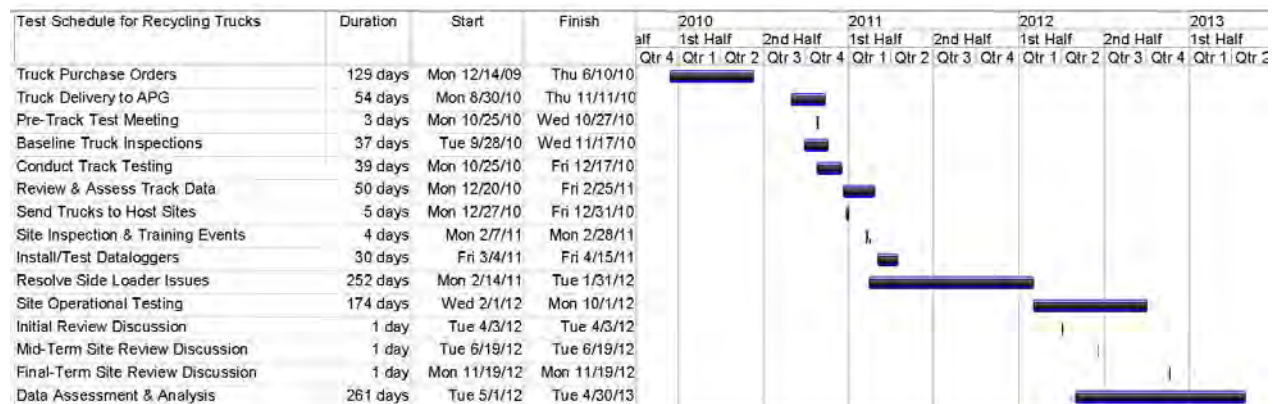 Test Schedule for Recycling Trucks Duration Start Finish 2010 2011 2012 2013
alf 1st Half 2nd Half 1st Half 2nd Half 1st Half 2nd Half 1st Half
Qtr 4 Qtr 1 Qtr 2 Qtr 3 Qtr 4 Qtr 1 Qtr 2 Qtr 3 Qtr 4 Qtr 1 Qtr 2 Qtr 3 Qtr 4 Qtr 1 Qtr 2
Truck Purchase Orders 129 days Mon 12/14/09 Thu 6/10/10
Truck Delivery to APG 54 days Mon 8/30/10 Thu 11/11/10
Pre-Track Test Meeting 3 days Mon 10/25/10 Wed 10/27/10
Baseline Truck Inspections 37 days Tue 9/28/10 Wed 11/17/10
Conduct Track Testing 39 days Mon 10/25/10 Fri 12/17/10
Review & Assess Track Data 50 days Mon 12/20/10 Fri 2/25/11
Send Trucks to Host Sites 5 days Mon 12/27/10 Fri 12/31/10
Site Inspection & Training Events 4 days Mon 2/7/11 Mon 2/28/11
Install/Test Dataloggers 30 days Fri 3/4/11 Fri 4/15/11
Resolve Side Loader Issues 252 days Mon 2/14/11 Tue 1/31/12
Site Operational Testing 174 days Wed 2/1/12 Mon 10/1/12
Initial Review Discussion 1 day Tue 4/3/12 Tue 4/3/12
Mid-Term Site Review Discussion 1 day Tue 6/19/12 Tue 6/19/12
Final-Term Site Review Discussion 1 day Mon 11/19/12 Mon 11/19/12
Data Assessment & Analysis 261 days Tue 5/1/12 Tue 4/30/13